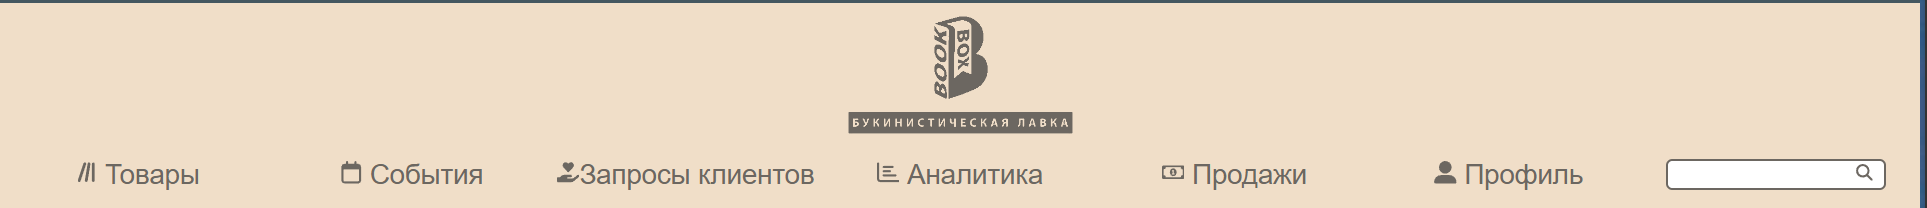 BOOK BOX
БУКИНИСТИЧЕСКАЯ ЛАВКА
Товары События Запросы клиентов Аналитика Продажи Профиль